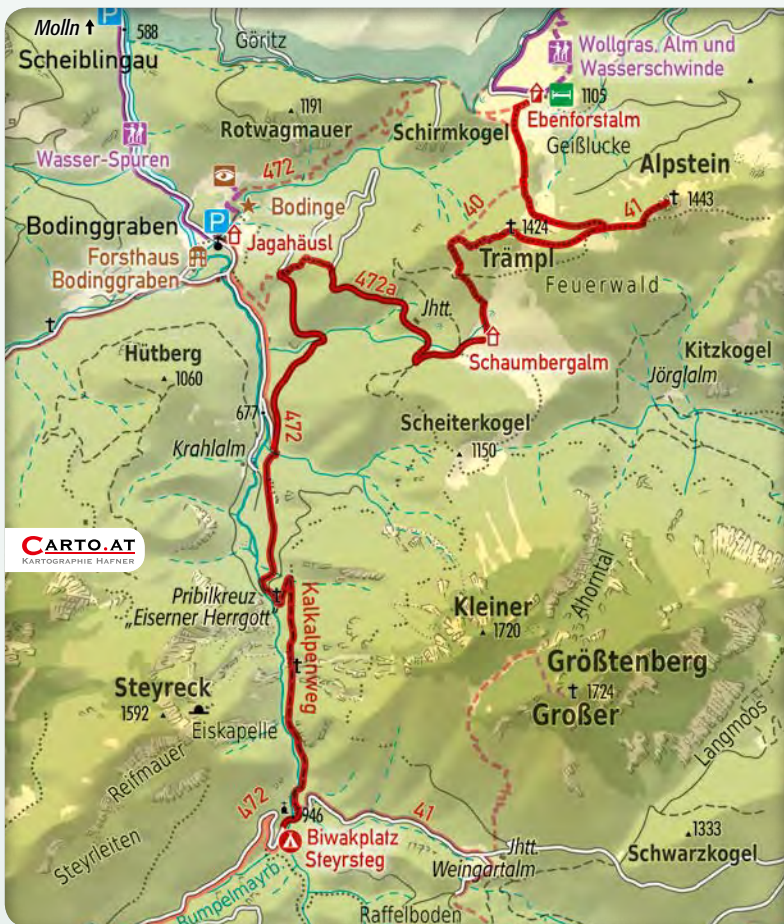 Molln ↑
P
588
Scheiblingau
Göritz
Wollgras. Alm und
Wasserschwinde
1191
Rotwagmauer
1105
Ebenforstalm
Schirmkogel
Geißlucke
Wasser-Spuren
472
Alpstein
40
41
1443
Bodinge
P
Bodinggraben
Jagahäusl
1424
Trämpl
Forsthaus
Bodinggraben
472a
Feuerwald
Jhtt.
Hütberg
1060
Schaumbergalm
Kitzkogel
Jörglalm
677
472
Scheiterkogel
1150
Krahlalm
CARTO.AT
KARTOGRAPHIE HAFNER
Ahorntal
Pribilkreuz
„Eiserner Herrgott
Kalkalpenweg
Kleiner
1720
Größtenberg
1724
Großer
Steyreck
1592
Eiskapelle
Langmoos
Reifmauer
472
946
41
Biwakplatz
Steyrsteg
Steyrleiten
Jhtt.
Weingartalm
1333
Schwarzkogel
Rumpelmayrb.
Raffelboden